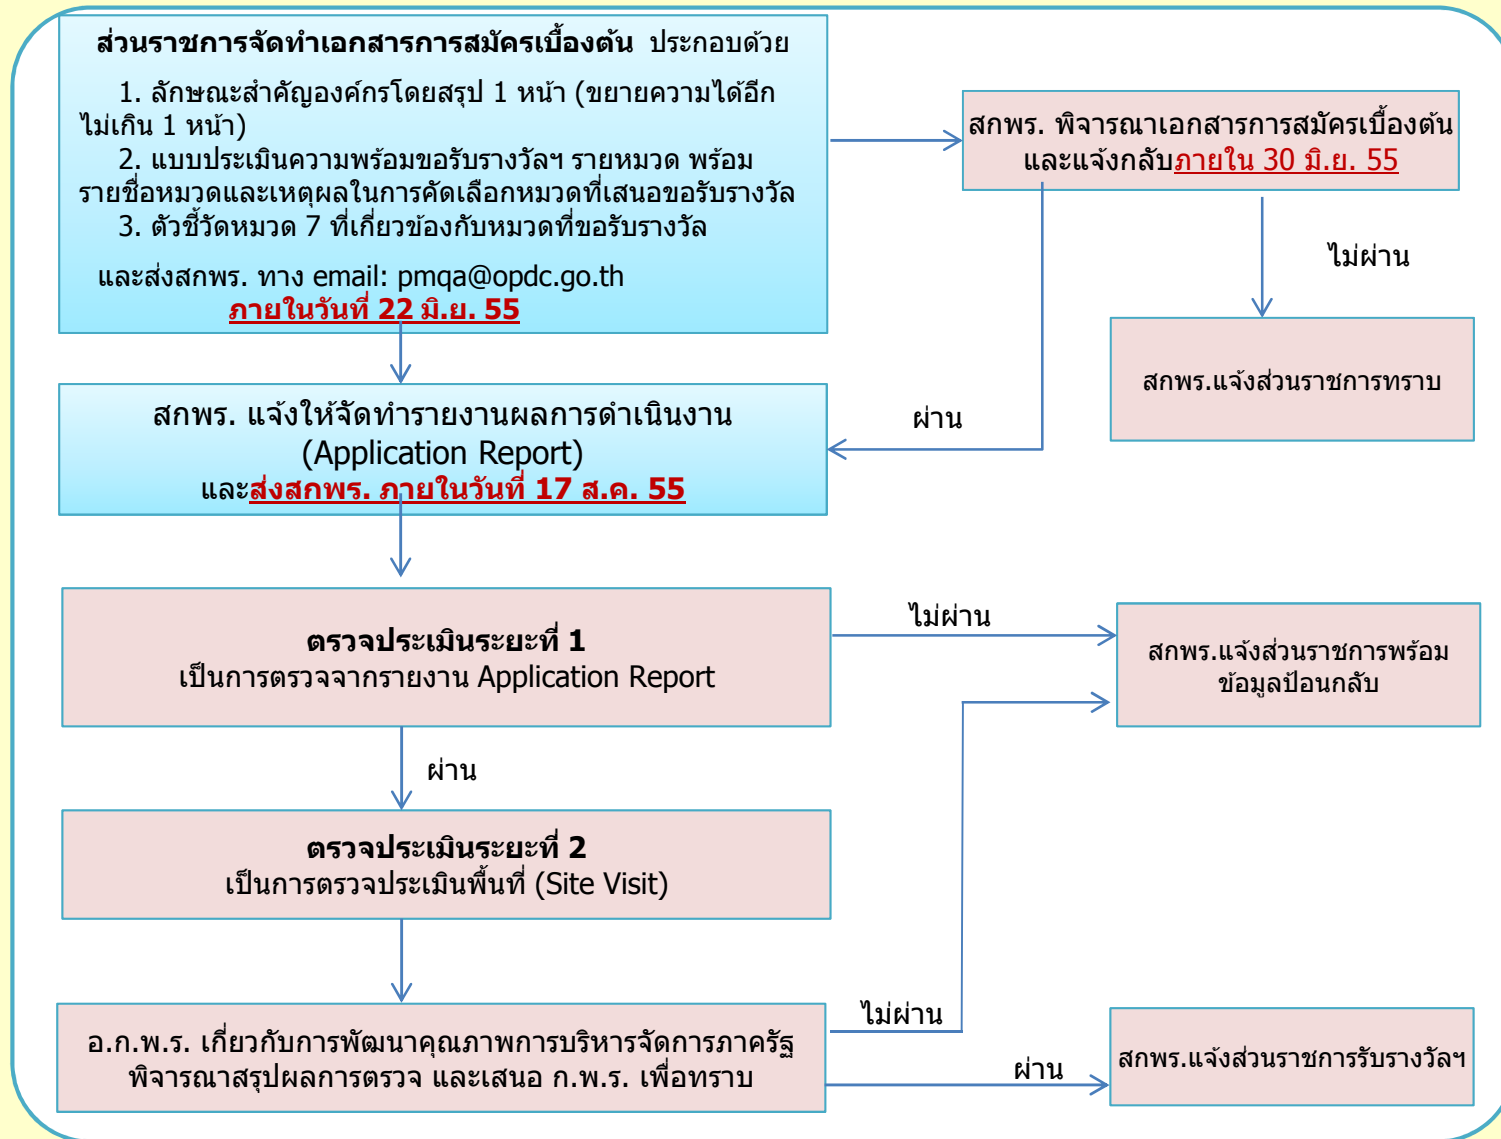 ส่วนราชการจัดทำเอกสารการสมัครเบื้องต้น ประกอบด้วย
1. ลักษณะสำคัญองค์กรโดยสรุป 1 หน้า (ขยายความได้อีก
ไม่เกิน 1 หน้า)
2. แบบประเมินความพร้อมขอรับรางวัลฯ รายหมวด พร้อม
รายชื่อหมวดและเหตุผลในการคัดเลือกหมวดที่เสนอขอรับรางวัล
3. ตัวชี้วัดหมวด 7 ที่เกี่ยวข้องกับหมวดที่ขอรับรางวัล
และส่งสกพร. ทาง email: pmqa@opdc.go.th
ภายในวันที่ 22 มิ.ย. 55
สกพร. พิจารณาเอกสารการสมัครเบื้องต้น
และแจ้งกลับภายใน 30 มิ.ย. 55
ไม่ผ่าน
สกพร.แจ้งส่วนราชการทราบ
ผ่าน
สกพร. แจ้งให้จัดทำรายงานผลการดำเนินงาน
(Application Report)
และส่งสกพร. ภายในวันที่ 17 ส.ค. 55
ตรวจประเมินระยะที่ 1
เป็นการตรวจจากรายงาน Application Report
ไม่ผ่าน
สกพร.แจ้งส่วนราชการพร้อม
ข้อมูลป้อนกลับ
ผ่าน
ตรวจประเมินระยะที่ 2
เป็นการตรวจประเมินพื้นที่ (Site Visit)
อ.ก.พ.ร. เกี่ยวกับการพัฒนาคุณภาพการบริหารจัดการภาครัฐ
พิจารณาสรุปผลการตรวจ และเสนอ ก.พ.ร. เพื่อทราบ
ไม่ผ่าน
ผ่าน
สกพร.แจ้งส่วนราชการรับรางวัลฯ